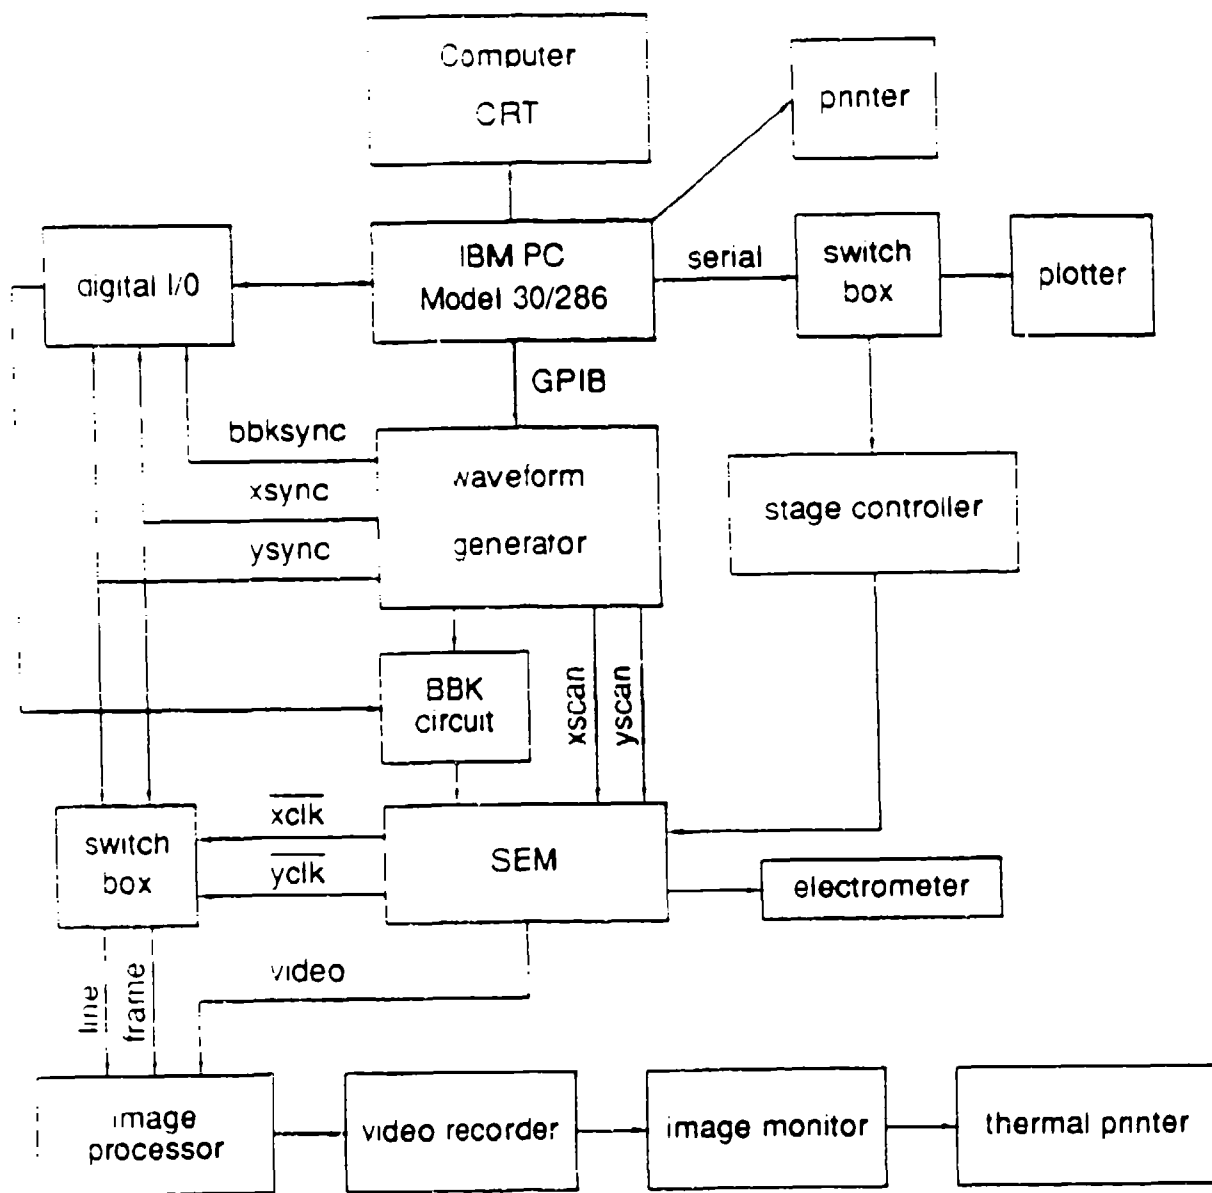 Computer
CRT
printer
digital I/0
IBM PC
Model 30/286
serial
switch
box
plotter
GPIB
bbksync
xsync
ysync
waveform
generator
stage controller
BBK
circuit
xscan
yscan
xclk
yclk
switch
box
SEM
electrometer
video
line
frame
image
processor
video recorder
image monitor
thermal printer